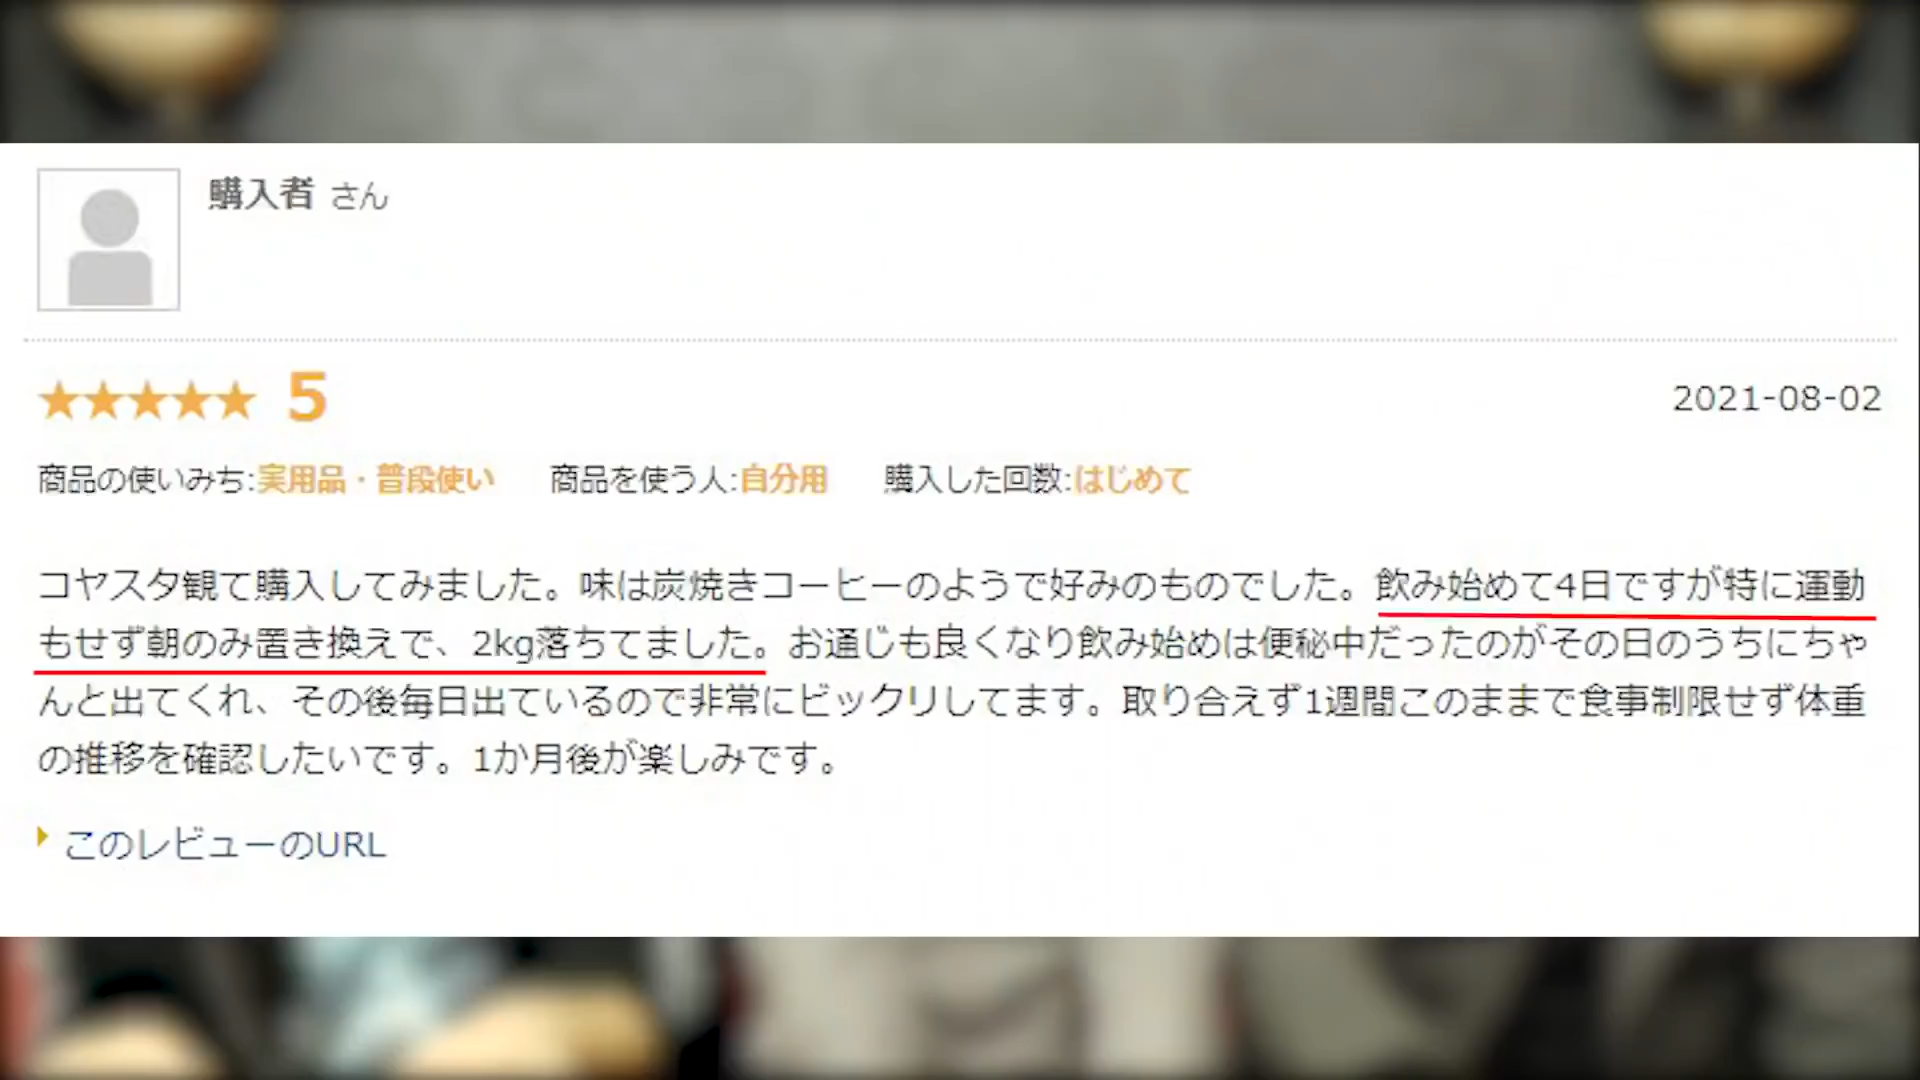 購入者 さん
★★★★★ 5
2021-08-02
商品の使いみち:実用品・普段使い 商品を使う人:自分用 購入した回数:はじめて
コヤスタ観て購入してみました。味は炭焼きコーヒーのようで好みのものでした。飲み始めて4日ですが特に運動
もせず朝のみ置き換えで、2kg落ちてました。お通じも良くなり飲み始めは便秘中だったのがその日のうちにちゃ
んと出てくれ、その後毎日出ているので非常にビックリしてます。取り合えず1週間このままで食事制限せず体重
の推移を確認したいです。1か月後が楽しみです。
このレビューのURL